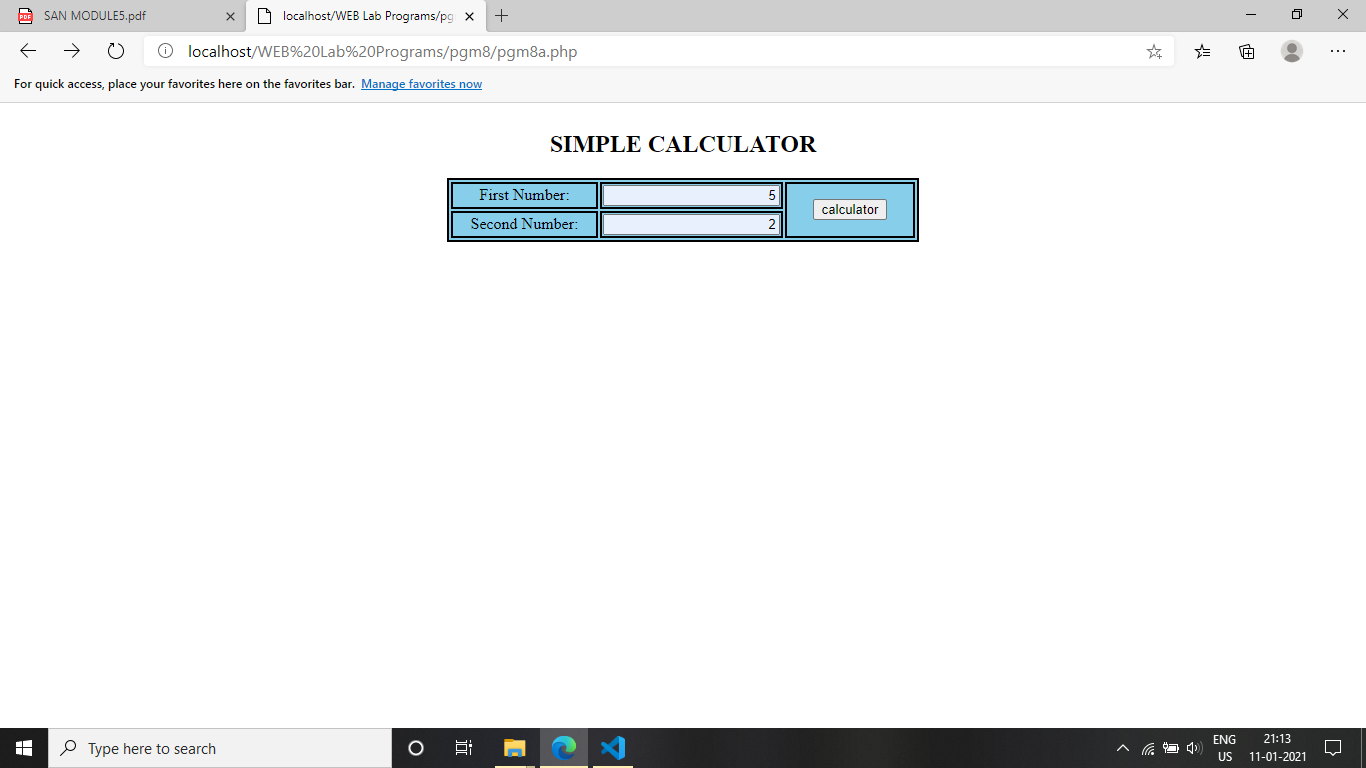 SAN MODULE5.pdf
localhost/WEB Lab Programs/pg
localhost/WEB%20Lab%20Programs/pgm8/pgm8a.php
For quick access, place your favorites here on the favorites bar. Manage favorites now
SIMPLE CALCULATOR
First Number: 5
calculator
Second Number: 2
Type here to search
ENG
US
21:13
11-01-2021